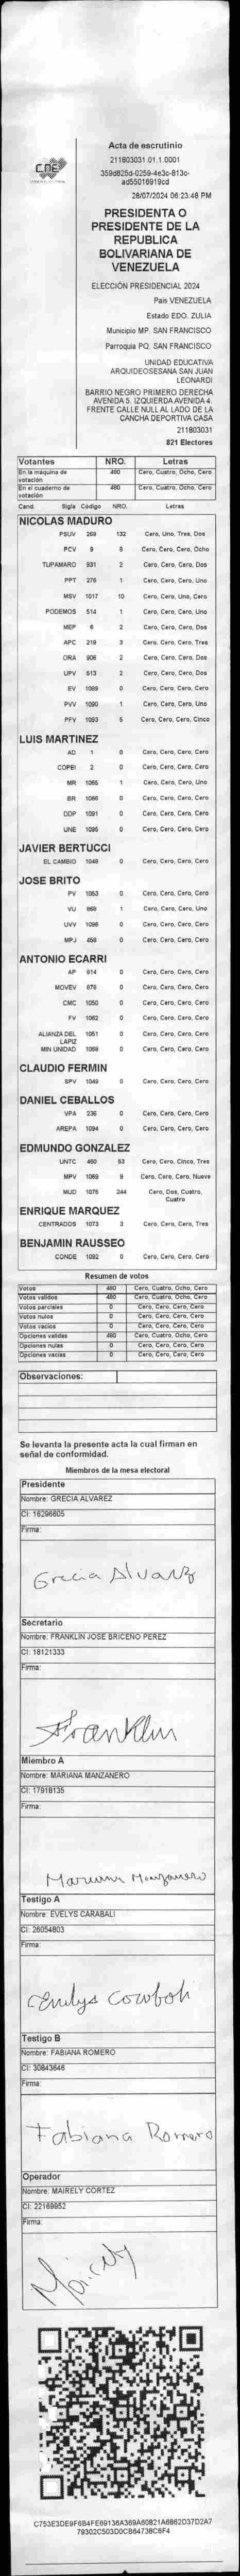 CNE
Acta de escrutinio
211803031.01.1.0001
359d825d-0259-4e3c-813c-
ad55016919cd
28/07/2024 06:23:48 PM
PRESIDENTA O
PRESIDENTE DE LA
REPUBLICA
BOLIVARIANA DE
VENEZUELA
ELECCIÓN PRESIDENCIAL 2024
Pais VENEZUELA
Estado EDO. ZULIA
Municipio MP. SAN FRANCISCO
Parroquia PQ. SAN FRANCISCO
UNIDAD EDUCATIVA
ARQUIDEOSESANA SAN JUAN
LEONARDI
BARRIO NEGRO PRIMERO DERECHA
AVENIDA 5. IZQUIERDA AVENIDA 4.
FRENTE CALLE NULL AL LADO DE LA
CANCHA DEPORTIVA CASA
211803031
821 Electores
Votantes NRO. Letras
En la máquina de votación 480 Cero, Cuatro, Ocho, Cero
En el cuaderno de votación 480 Cero, Cuatro, Ocho, Cero
Cand. Sigla Código NRO. Letras
NICOLAS MADURO
PSUV 269 132 Cero, Uno, Tres, Dos
PCV 9 8 Cero, Cero, Cero, Ocho
TUPAMARO 931 2 Cero, Cero, Cero, Dos
PPT 276 1 Cero, Cero, Cero, Uno
MSV 1017 10 Cero, Cero, Uno, Cero
PODEMOS 514 1 Cero, Cero, Cero, Uno
MEP 6 2 Cero, Cero, Cero, Dos
APC 219 3 Cero, Cero, Cero, Tres
ORA 906 2 Cero, Cero, Cero, Dos
UPV 613 2 Cero, Cero, Cero, Dos
EV 1089 0 Cero, Cero, Cero, Cero
PVV 1090 1 Cero, Cero, Cero, Uno
PFV 1093 5 Cero, Cero, Cero, Cinco
LUIS MARTINEZ
AD 1 0 Cero, Cero, Cero, Cero
COPEI 2 0 Cero, Cero, Cero, Cero
MR 1065 1 Cero, Cero, Cero, Uno
BR 1066 0 Cero, Cero, Cero, Cero
DDP 1091 0 Cero, Cero, Cero, Cero
UNE 1095 0 Cero, Cero, Cero, Cero
JAVIER BERTUCCI
EL CAMBIO 1048 0 Cero, Cero, Cero, Cero
JOSE BRITO
PV 1053 0 Cero, Cero, Cero, Cero
VU 868 1 Cero, Cero, Cero, Uno
UVV 1096 0 Cero, Cero, Cero, Cero
MPJ 458 0 Cero, Cero, Cero, Cero
ANTONIO ECARRI
AP 914 0 Cero, Cero, Cero, Cero
MOVEV 878 0 Cero, Cero, Cero, Cero
CMC 1050 0 Cero, Cero, Cero, Cero
FV 1062 0 Cero, Cero, Cero, Cero
ALIANZA DEL LAPIZ 1051 0 Cero, Cero, Cero, Cero
MIN UNIDAD 1068 0 Cero, Cero, Cero, Cero
CLAUDIO FERMIN
SPV 1049 0 Cero, Cero, Cero, Cero
DANIEL CEBALLOS
VPA 236 0 Cero, Cero, Cero, Cero
AREPA 1094 0 Cero, Cero, Cero, Cero
EDMUNDO GONZALEZ
UNTC 460 53 Cero, Cero, Cinco, Tres
MPV 1069 9 Cero, Cero, Cero, Nueve
MUD 1075 244 Cero, Dos, Cuatro,
Cuatro
ENRIQUE MARQUEZ
CENTRADOS 1073 3 Cero, Cero, Cero, Tres
BENJAMIN RAUSSEO
CONDE 1092 0 Cero, Cero, Cero, Cero
Resumen de votos
Votos 480 Cero, Cuatro, Ocho, Cero
Votos validos 480 Cero, Cuatro, Ocho, Cero
Votos parciales 0 Cero, Cero, Cero, Cero
Votos nulos 0 Cero, Cero, Cero, Cero
Votos vacios 0 Cero, Cero, Cero, Cero
Opciones validas 480 Cero, Cuatro, Ocho, Cero
Opciones nulas 0 Cero, Cero, Cero, Cero
Opciones vacias 0 Cero, Cero, Cero, Cero
Observaciones:
Se levanta la presente acta la cual firman en
señal de conformidad.
Miembros de la mesa electoral
Presidente
Nombre: GRECIA ALVAREZ
CI: 16296605
Firma:
Grecia Alvarez
Secretario
Nombre: FRANKLIN JOSE BRICEÑO PEREZ
CI: 18121333
Firma:
Franklin
Miembro A
Nombre: MARIANA MANZANERO
CI: 17918135
Firma:
Mariana Manzanero
Testigo A
Nombre: EVELYS CARABALI
CI: 26054803
Firma:
Testigo B
Nombre: FABIANA ROMERO
CI: 30843646
Firma:
Fabiana Romero
Operador
Nombre: MAIRELY CORTEZ
CI: 22169952
Firma:
Mairely